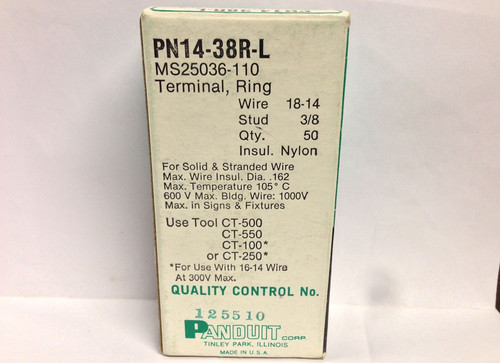 PN14-38R-L
MS25036-110
Terminal, Ring
Wire 18-14
Stud 3/8
Qty. 50
Insul. Nylon
For Solid & Stranded Wire
Max. Wire Insul. Dia. .162
Max. Temperature 105° C
600 V Max. Bldg. Wire: 1000V
Max. in Signs & Fixtures
Use Tool CT-500
CT-550
CT-100*
or CT-250*
*For Use With 16-14 Wire
At 300V Max.
QUALITY CONTROL No.
125510
PANDUIT CORP.
TINLEY PARK, ILLINOIS
MADE IN U.S.A.